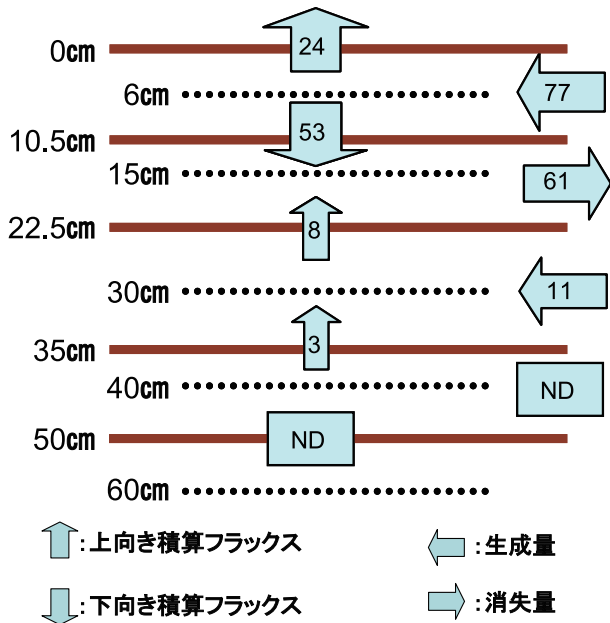 0cm 24
6cm 77
10.5cm 53
15cm 61
22.5cm 8
30cm 11
35cm 3
40cm ND
50cm ND
60cm
:上向き積算フラックス :生成量
:下向き積算フラックス :消失量